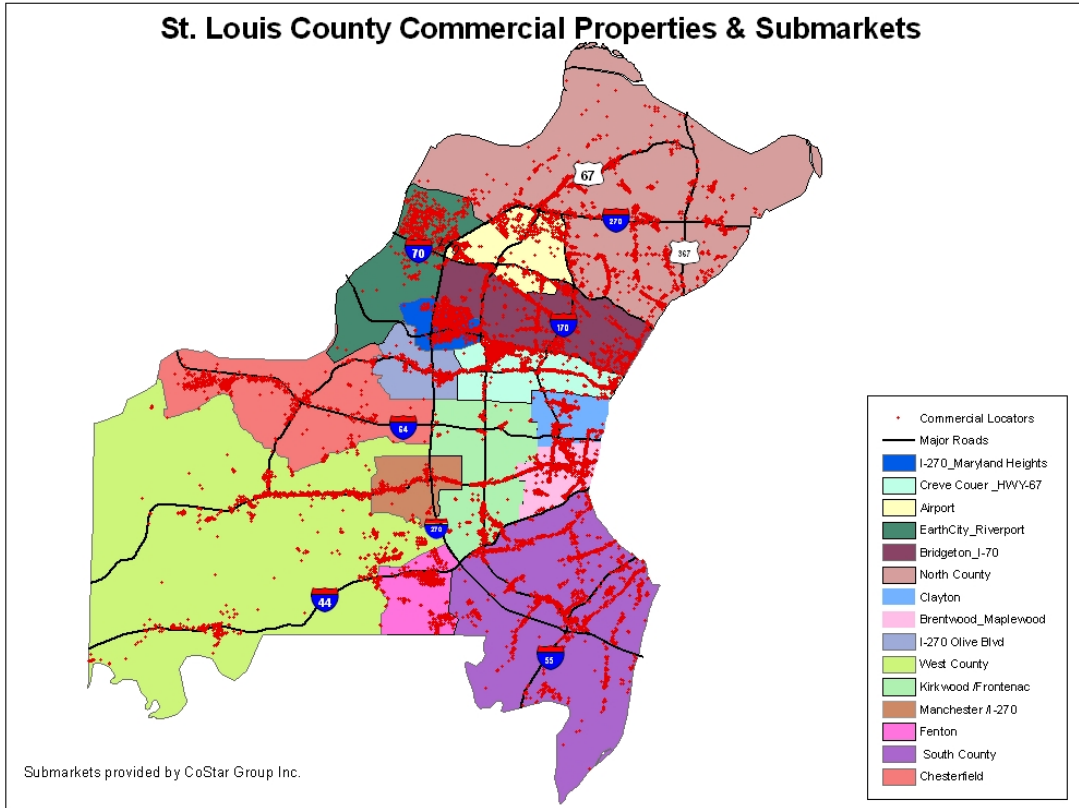 St. Louis County Commercial Properties & Submarkets
67
270
70
367
170
64
270
44
55
Commercial Locators
Major Roads
I-270_Maryland Heights
Creve Couer _HWY-67
Airport
EarthCity_Riverport
Bridgeton_I-70
North County
Clayton
Brentwood_Maplewood
I-270 Olive Blvd
West County
Kirkwood /Frontenac
Manchester /I-270
Fenton
South County
Chesterfield
Submarkets provided by CoStar Group Inc.